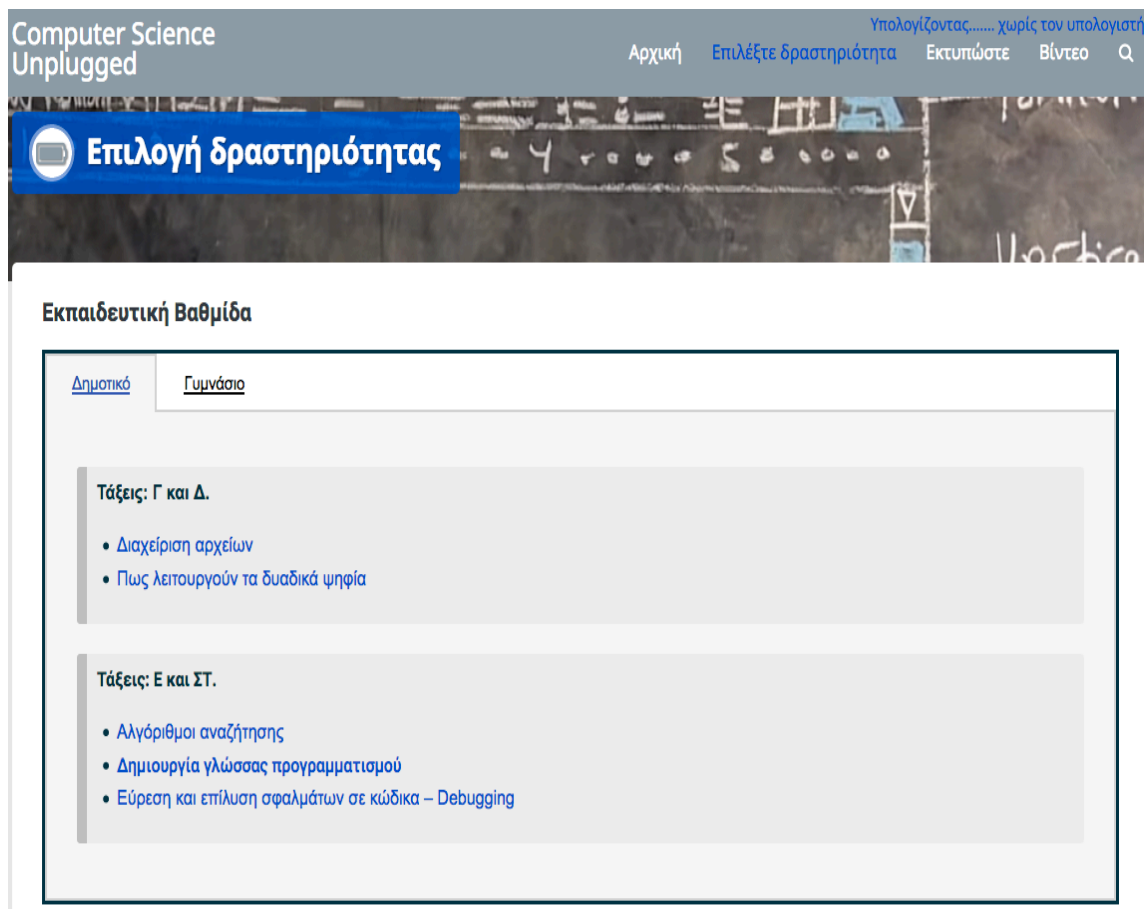 Computer Science
Unplugged
Υπολογίζοντας....... χωρίς τον υπολογιστή
Αρχική Επιλέξτε δραστηριότητα Εκτυπώστε Βίντεο
Επιλογή δραστηριότητας
Εκπαιδευτική Βαθμίδα
Δημοτικό Γυμνάσιο
Τάξεις: Γ και Δ.
• Διαχείριση αρχείων
• Πως λειτουργούν τα δυαδικά ψηφία
Τάξεις: Ε και ΣΤ.
• Αλγόριθμοι αναζήτησης
• Δημιουργία γλώσσας προγραμματισμού
• Εύρεση και επίλυση σφαλμάτων σε κώδικα – Debugging